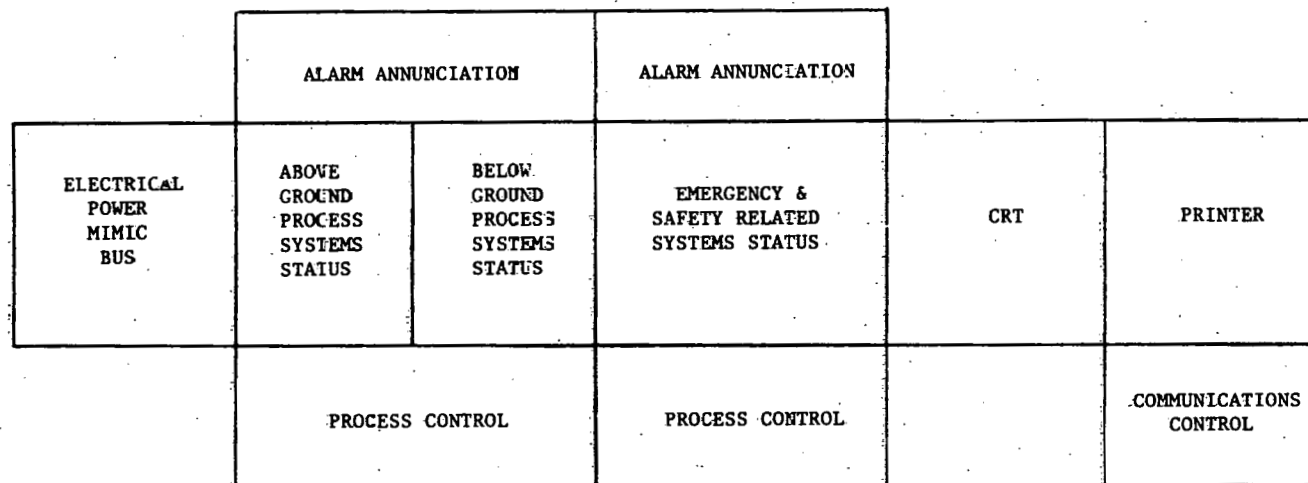 ALARM ANNUNCIATION
ALARM ANNUNCIATION
ELECTRICAL
POWER
MIMIC
BUS
ABOVE
GROUND
PROCESS
SYSTEMS
STATUS
BELOW
GROUND
PROCESS
SYSTEMS
STATUS
EMERGENCY &
SAFETY RELATED
SYSTEMS STATUS
CRT
PRINTER
PROCESS CONTROL
PROCESS CONTROL
COMMUNICATIONS
CONTROL